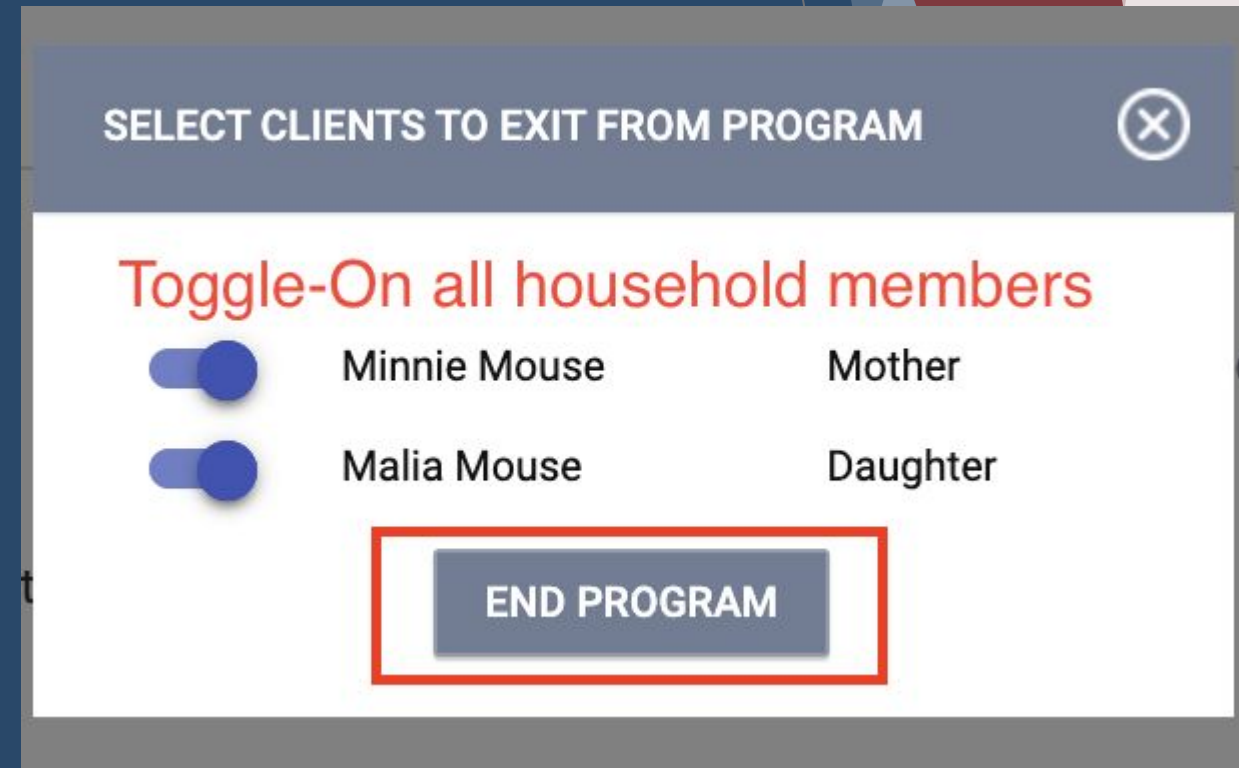 SELECT CLIENTS TO EXIT FROM PROGRAM
Toggle-On all household members
Minnie Mouse Mother
Malia Mouse Daughter
END PROGRAM